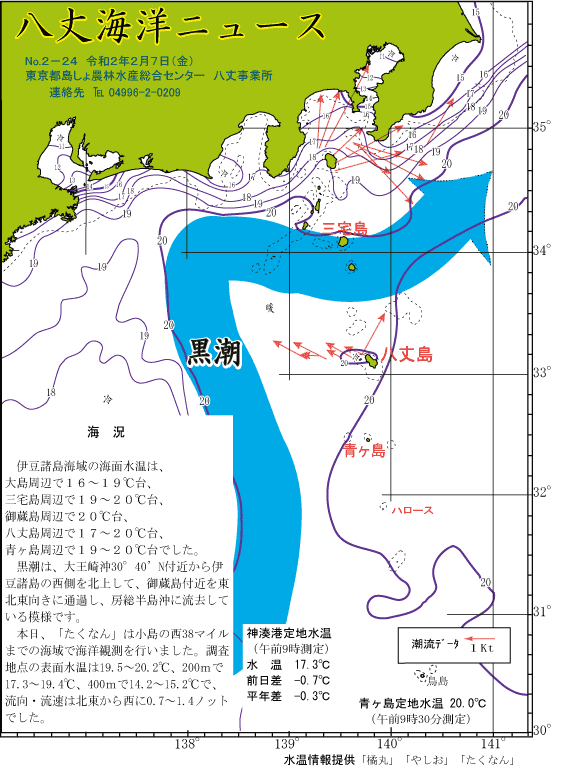 八丈海洋ニュース
No.2－24 令和2年2月7日(金)
東京都島しょ農林水産総合センター 八丈事業所
連絡先 ℡ 04996-2-0209
35°
34°
33°
32°
31°
30°
三宅島
黒潮
八丈島
青ヶ島
ハロース
鳥島
暖
冷
海 況
伊豆諸島海域の海面水温は、
大島周辺で１６～１９℃台、
三宅島周辺で１９～２０℃台、
御蔵島周辺で２０℃台、
八丈島周辺で１７～２０℃台、
青ヶ島周辺で１９～２０℃台でした。
黒潮は、大王崎沖30°40′N付近から伊
豆諸島の西側を北上して、御蔵島付近を東
北東向きに通過し、房総半島沖に流去して
いる模様です。
本日、「たくなん」は小島の西38マイル
までの海域で海洋観測を行いました。調査
地点の表面水温は19.5～20.2℃、200mで
17.3～19.4℃、400mで14.2～15.2℃で、
流向・流速は北東から西に0.7～1.4ノット
でした。
神湊港定地水温
(午前9時測定)
水 温 17.3℃
前日差 -0.7℃
平年差 -0.3℃
潮流ﾃﾞｰﾀ
1 Kt
青ヶ島定地水温 20.0℃
(午前9時30分測定)
138° 139° 140° 141°
水温情報提供「橘丸」「やしお」「たくなん」